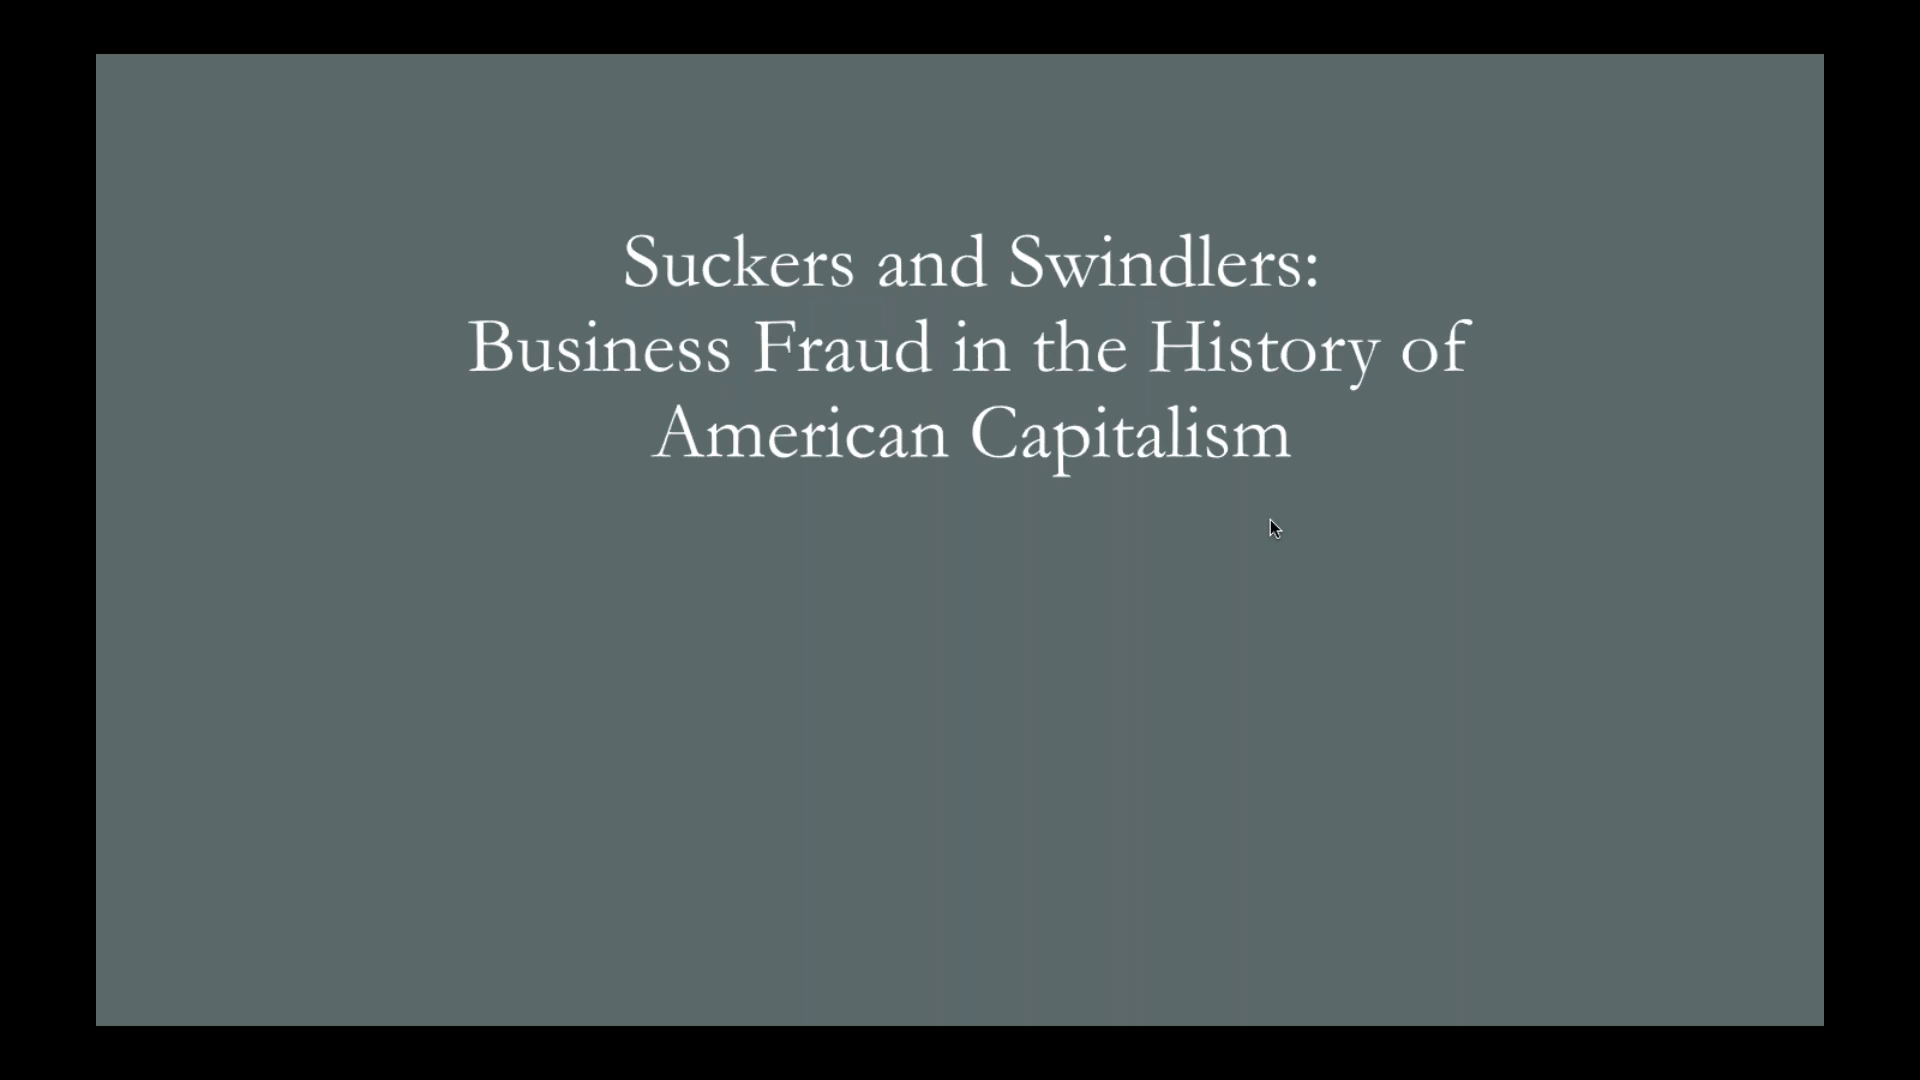 Suckers and Swindlers:
Business Fraud in the History of
American Capitalism